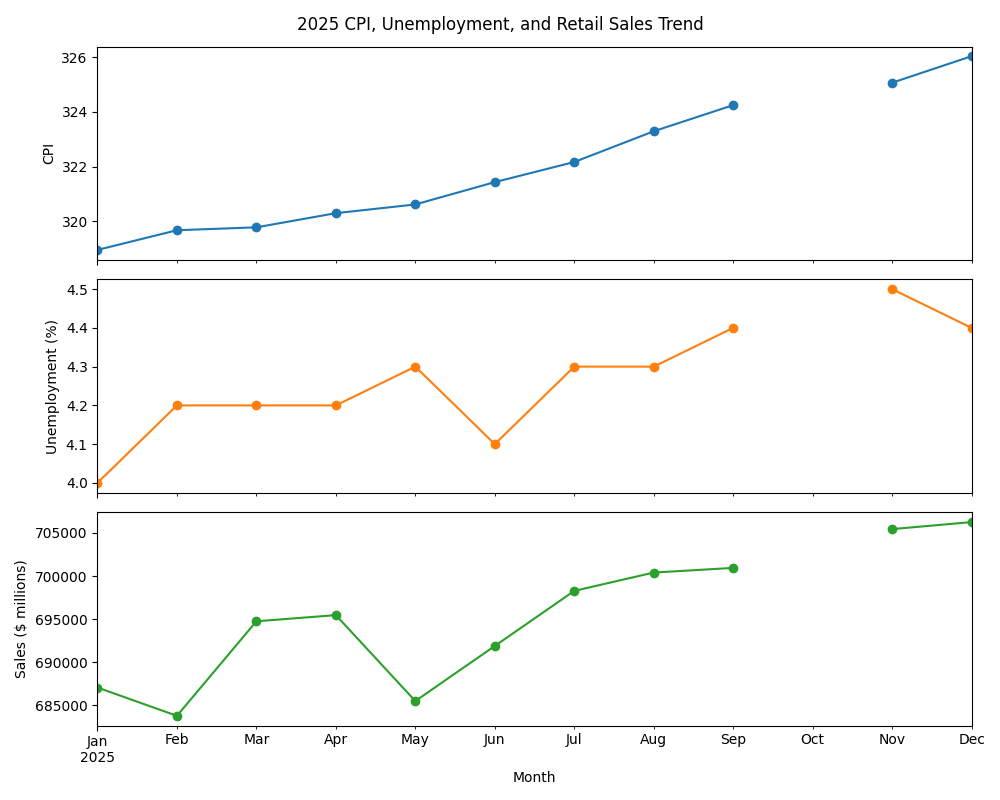 2025 CPI, Unemployment, and Retail Sales Trend
CPI
326
324
322
320
Unemployment (%)
4.5
4.4
4.3
4.2
4.1
4.0
Sales ($ millions)
705000
700000
695000
690000
685000
Jan Feb Mar Apr May Jun Jul Aug Sep Oct Nov Dec
2025
Month